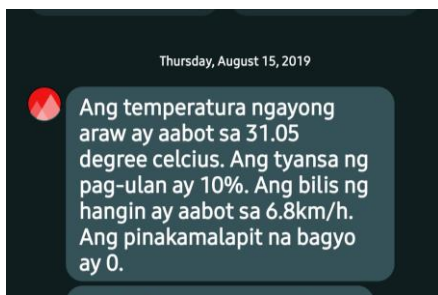 Thursday, August 15, 2019
Ang temperatura ngayong
araw ay aabot sa 31.05
degree celcius. Ang tyansa ng
pag-ulan ay 10%. Ang bilis ng
hangin ay aabot sa 6.8km/h.
Ang pinakamalapit na bagyo
ay 0.